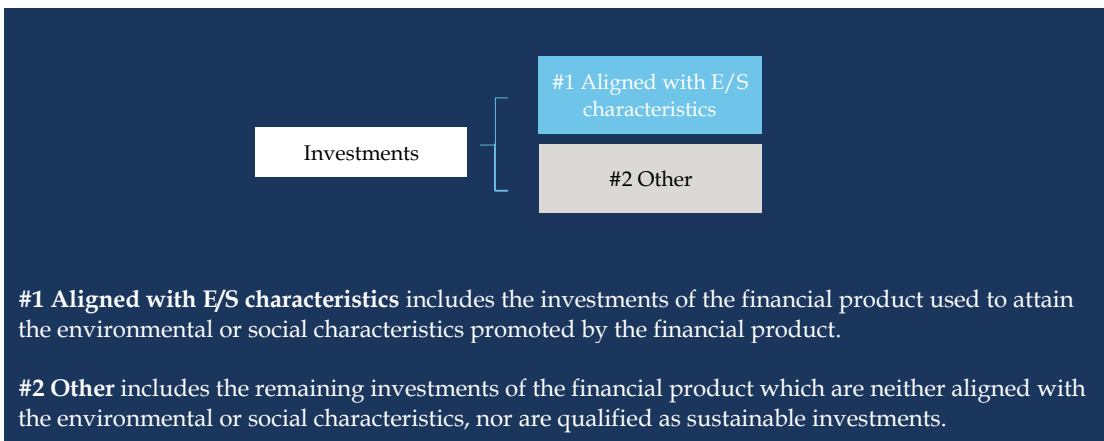 #1 Aligned with E/S
characteristics
Investments
#2 Other
#1 Aligned with E/S characteristics includes the investments of the financial product used to attain
the environmental or social characteristics promoted by the financial product.
#2 Other includes the remaining investments of the financial product which are neither aligned with
the environmental or social characteristics, nor are qualified as sustainable investments.